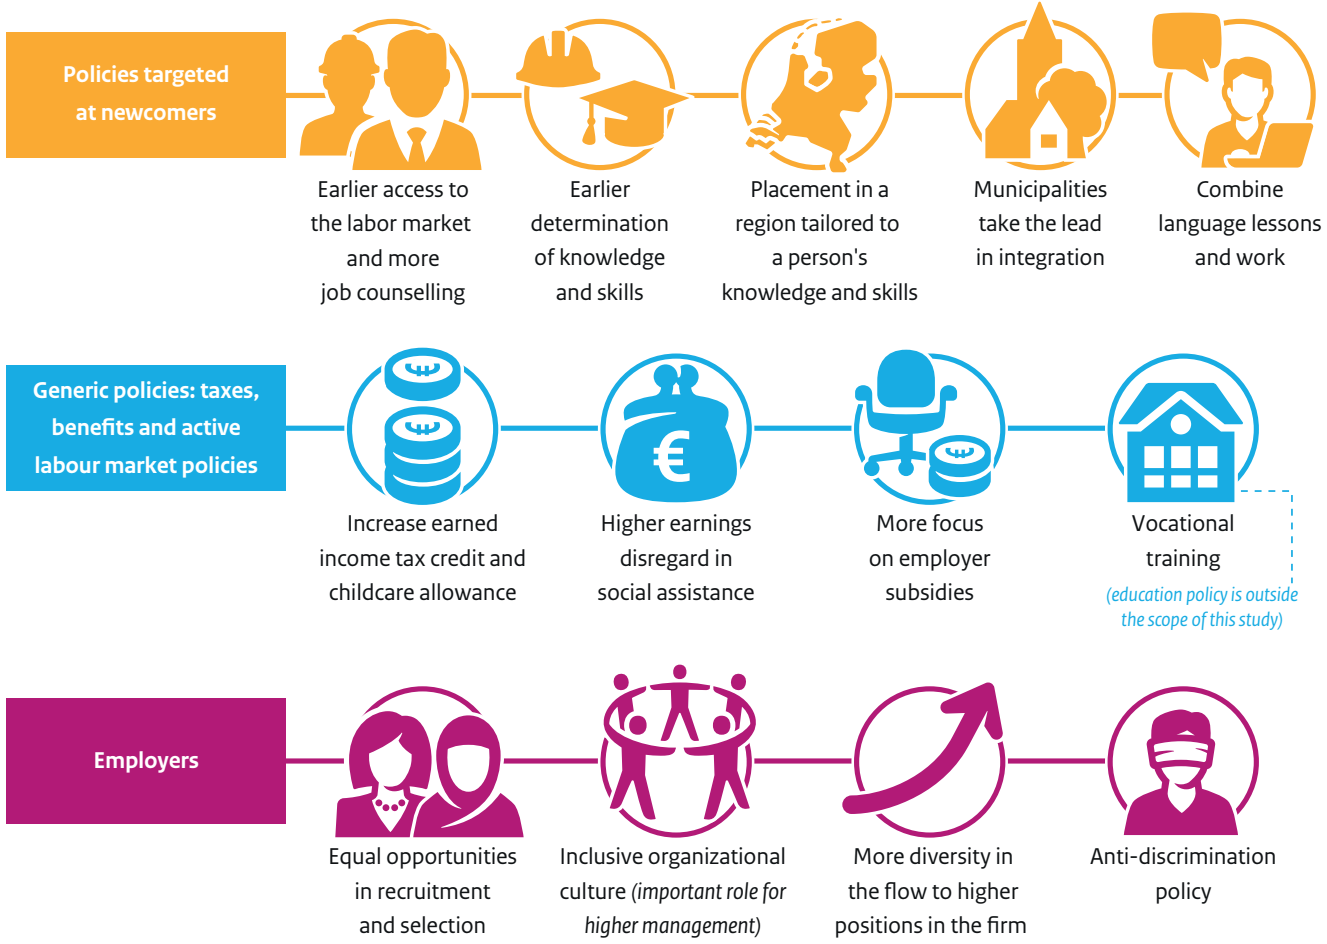 Policies targeted
at newcomers
Earlier access to
the labor market
and more
job counselling
Earlier
determination
of knowledge
and skills
Placement in a
region tailored to
a person's
knowledge and skills
Municipalities
take the lead
in integration
Combine
language lessons
and work
Generic policies: taxes,
benefits and active
labour market policies
€
Increase earned
income tax credit and
childcare allowance
Higher earnings
disregard in
social assistance
More focus
on employer
subsidies
Vocational
training
(education policy is outside
the scope of this study)
Employers
Equal opportunities
in recruitment
and selection
Inclusive organizational
culture (important role for
higher management)
More diversity in
the flow to higher
positions in the firm
Anti-discrimination
policy